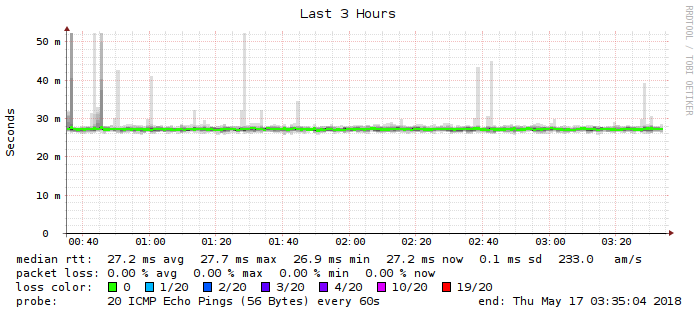 Last 3 Hours
RRDTOOL / TOBI OETIKER
Seconds
50 m
40 m
30 m
20 m
10 m
0
00:40 01:00 01:20 01:40 02:00 02:20 02:40 03:00 03:20
median rtt: 27.2 ms avg 27.7 ms max 26.9 ms min 27.2 ms now 0.1 ms sd 233.0 am/s
packet loss: 0.00 % avg 0.00 % max 0.00 % min 0.00 % now
loss color: 0 1/20 2/20 3/20 4/20 10/20 19/20
probe: 20 ICMP Echo Pings (56 Bytes) every 60s end: Thu May 17 03:35:04 2018